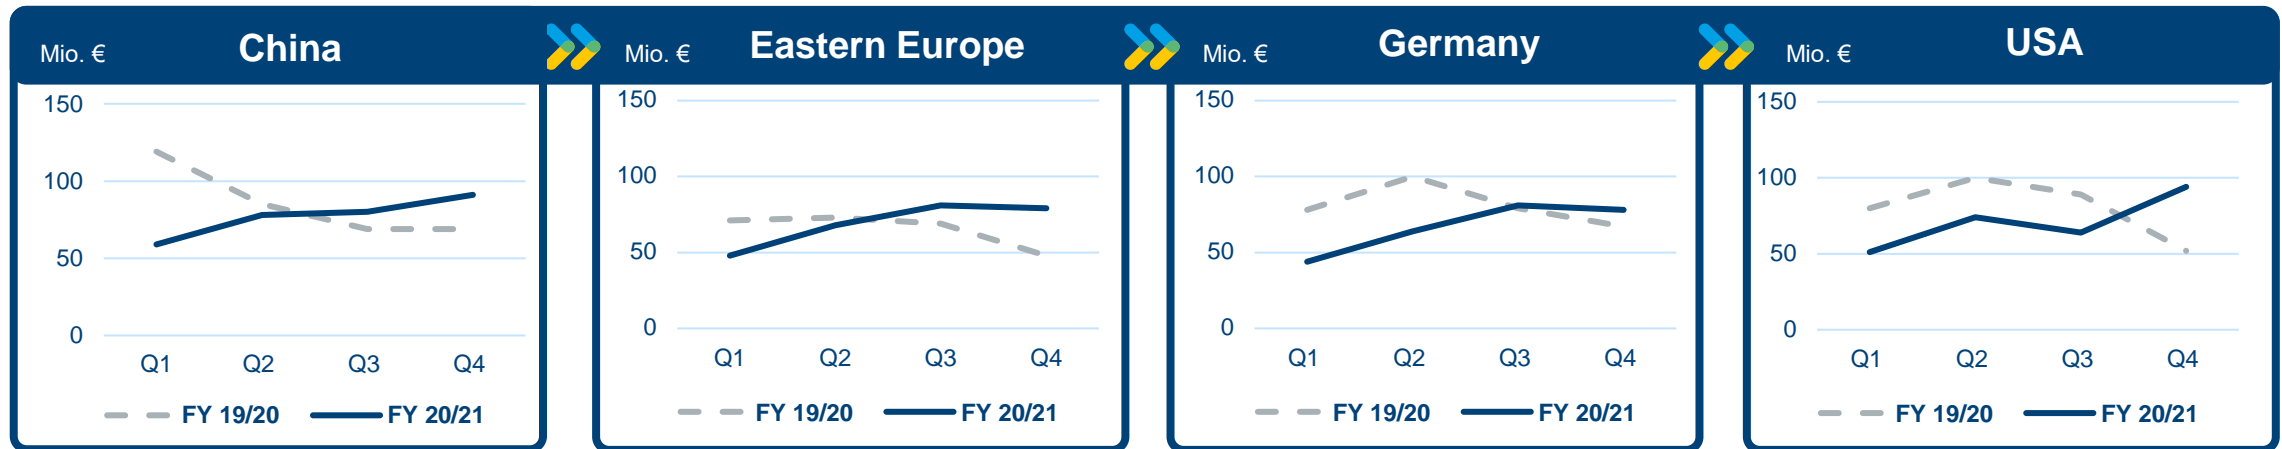 Mio. € China
150
100
50
0
Q1 Q2 Q3 Q4
FY 19/20 FY 20/21
Mio. € Eastern Europe
150
100
50
0
Q1 Q2 Q3 Q4
FY 19/20 FY 20/21
Mio. € Germany
150
100
50
0
Q1 Q2 Q3 Q4
FY 19/20 FY 20/21
Mio. € USA
150
100
50
0
Q1 Q2 Q3 Q4
FY 19/20 FY 20/21